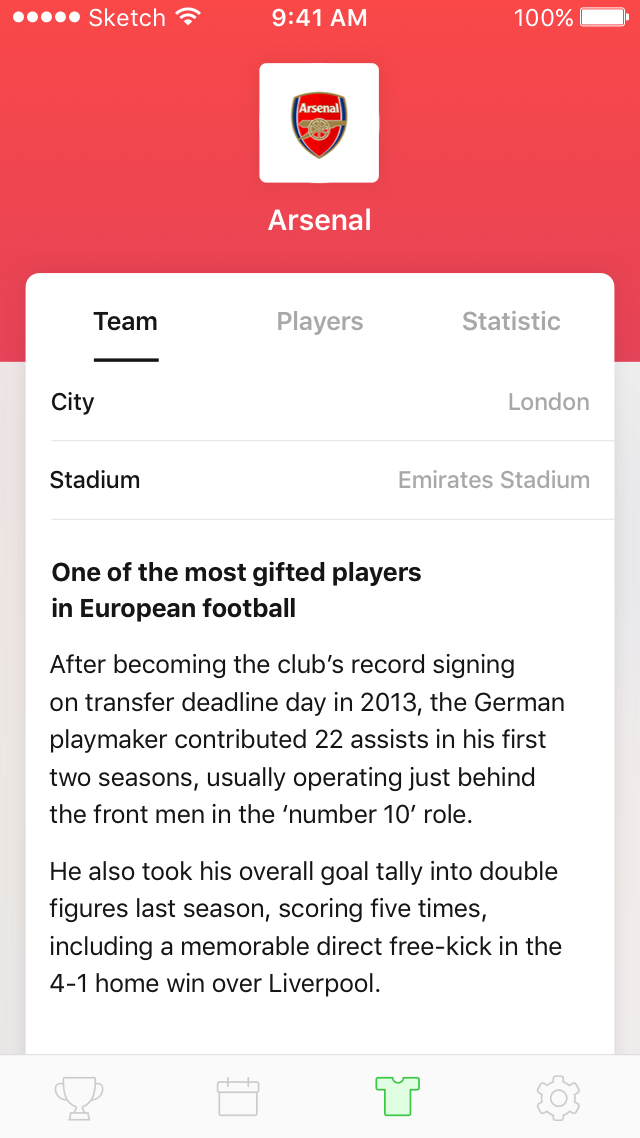 Sketch 9:41 AM 100%
Arsenal
Arsenal
Team Players Statistic
City London
Stadium Emirates Stadium
One of the most gifted players
in European football
After becoming the club’s record signing
on transfer deadline day in 2013, the German
playmaker contributed 22 assists in his first
two seasons, usually operating just behind
the front men in the ‘number 10’ role.
He also took his overall goal tally into double
figures last season, scoring five times,
including a memorable direct free-kick in the
4-1 home win over Liverpool.